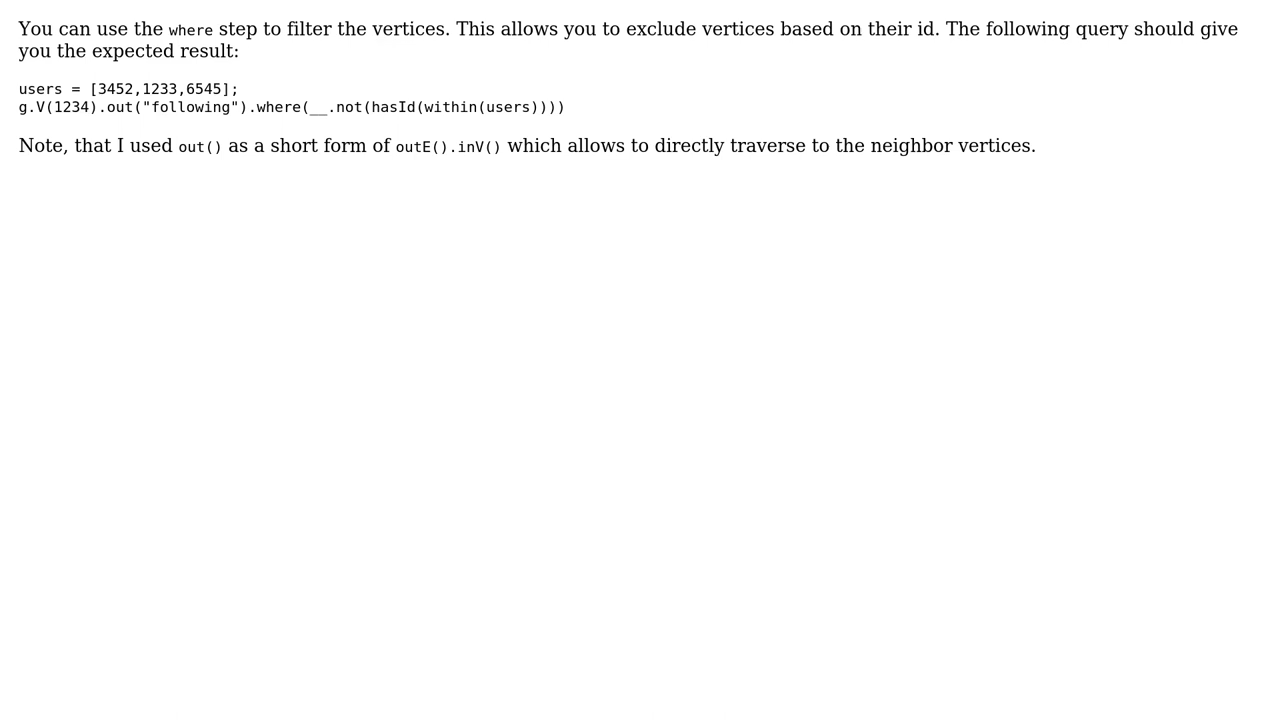 You can use the where step to filter the vertices. This allows you to exclude vertices based on their id. The following query should give
you the expected result:
users = [3452,1233,6545];
g.V(1234).out("following").where(__.not(hasId(within(users))))
Note, that I used out() as a short form of outE().inV() which allows to directly traverse to the neighbor vertices.